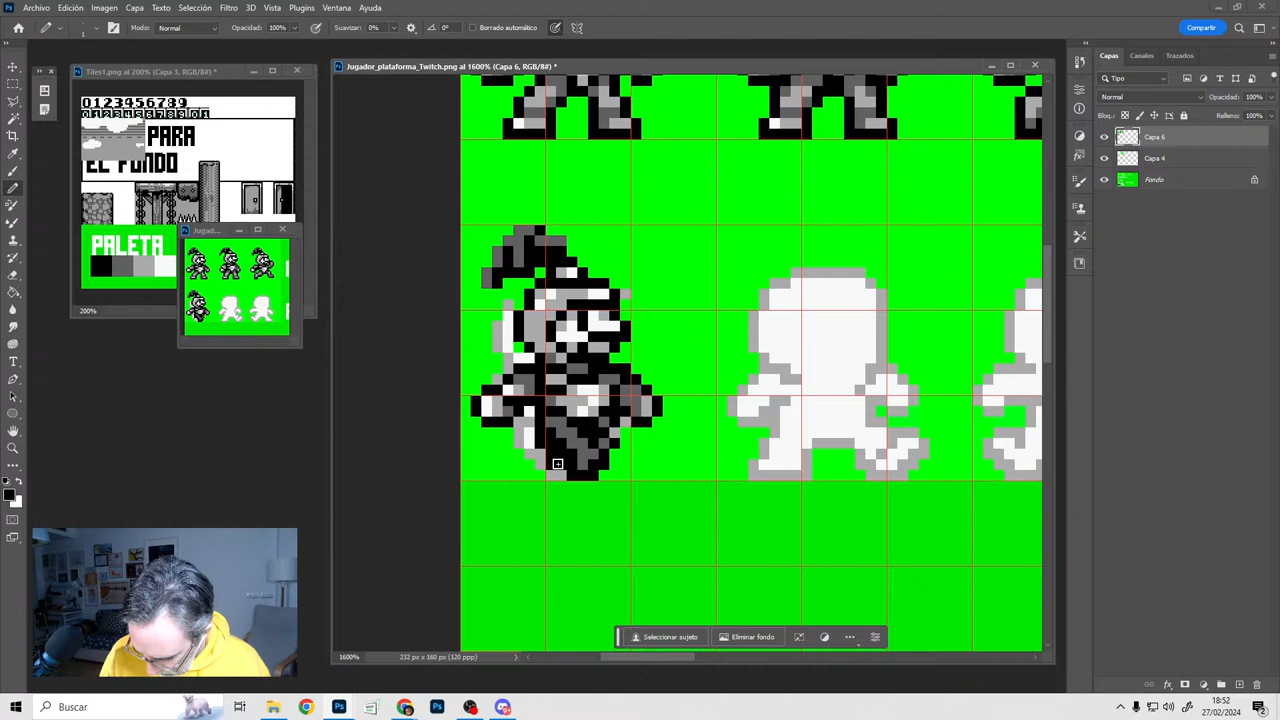 Archivo Edición Imagen Capa Texto Selección Filtro 3D Vista Plugins Ventana Ayuda
Modo: Normal Opacidad: 100% Suavizar: 0% 0° Borrado automático Compartir
Tiles1.png al 200% (Capa 3, RGB/8#) *
Jugador_plataforma_Twitch.png al 1600% (Capa 6, RGB/8#) *
Capas Canales Trazados
Tipo
Normal Opacidad: 100%
Bloq.: Relleno: 100%
Capa 6
Capa 4
Fondo
0123456789
PARA
EL FONDO
PALETA
Jugad...
200%
Seleccionar sujeto Eliminar fondo
1600% 232 px x 160 px (120 ppp)
Buscar
18:52
27/02/2024
2